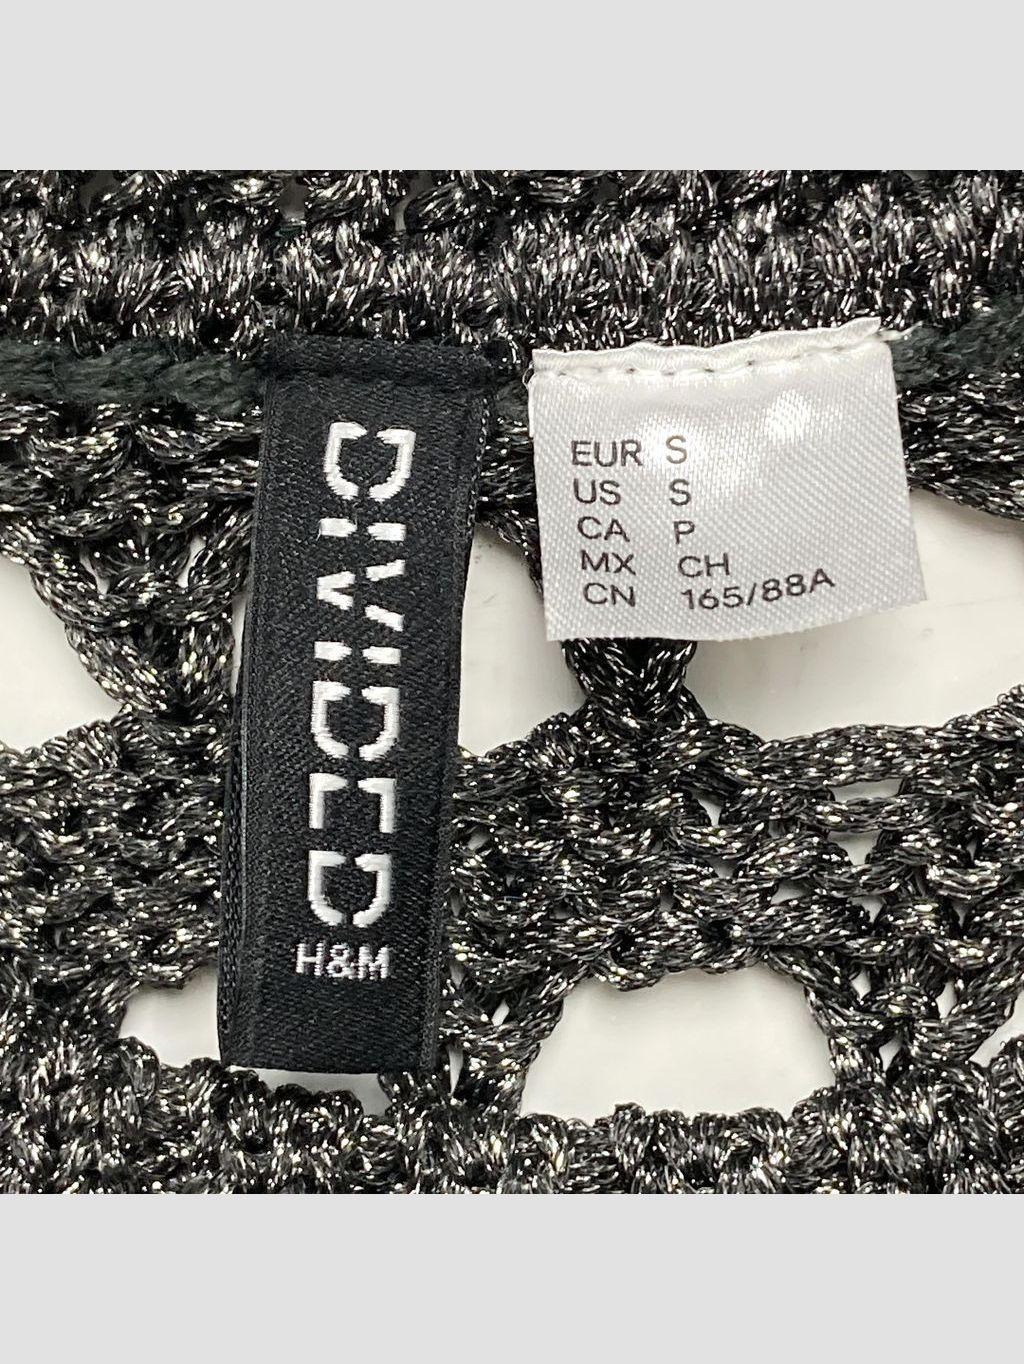 DIVIDED
H&M
EUR S
US S
CA P
MX CH
CN 165/88A